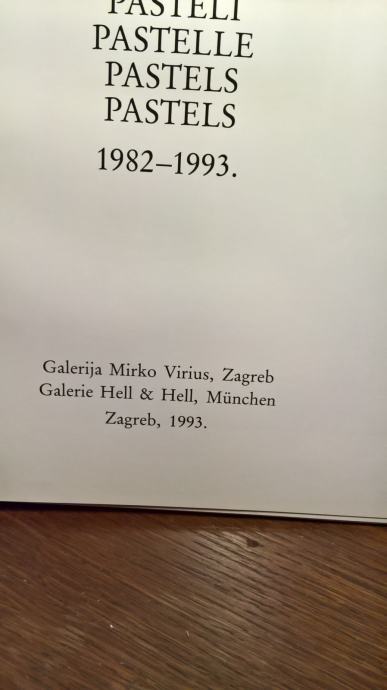 PASTELI
PASTELLE
PASTELS
PASTELS
1982–1993.
Galerija Mirko Virius, Zagreb
Galerie Hell & Hell, München
Zagreb, 1993.